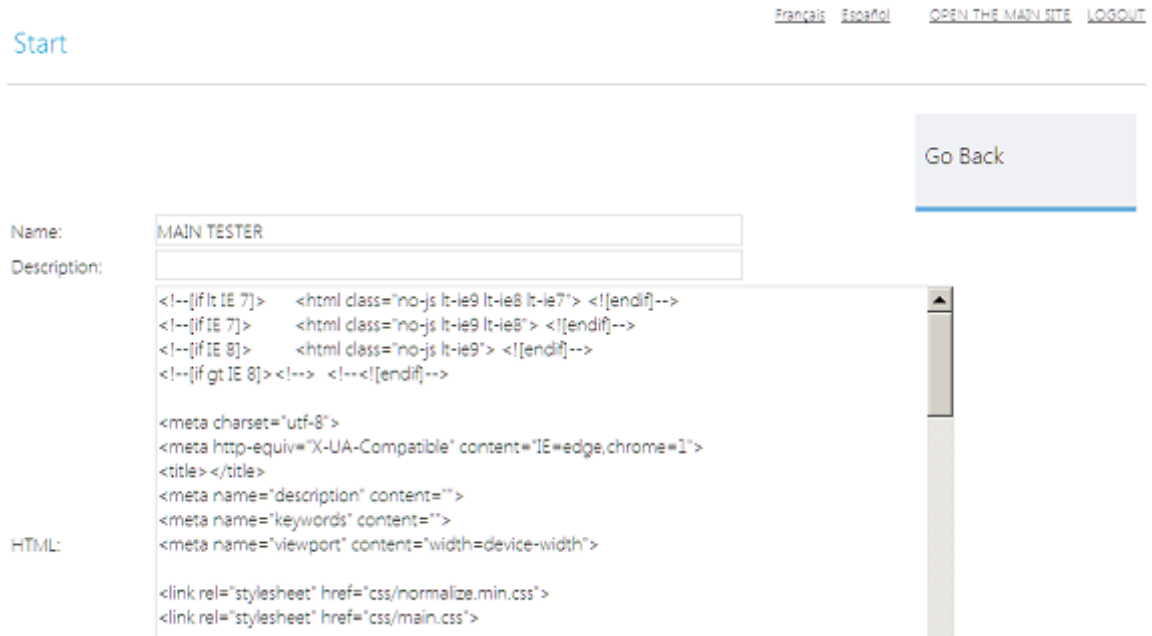 Français Español OPEN THE MAIN SITE LOGOUT
Start
Go Back
Name: MAIN TESTER
Description:
<!--[if lt IE 7]> <html class="no-js lt-ie9 lt-ie8 lt-ie7"> <![endif]-->
<!--[if IE 7]> <html class="no-js lt-ie9 lt-ie8"> <![endif]-->
<!--[if IE 8]> <html class="no-js lt-ie9"> <![endif]-->
<!--[if gt IE 8]><!--> <!--<![endif]-->
<meta charset="utf-8">
<meta http-equiv="X-UA-Compatible" content="IE=edge,chrome=1">
<title></title>
<meta name="description" content="">
<meta name="keywords" content="">
HTML: <meta name="viewport" content="width=device-width">
<link rel="stylesheet" href="css/normalize.min.css">
<link rel="stylesheet" href="css/main.css">